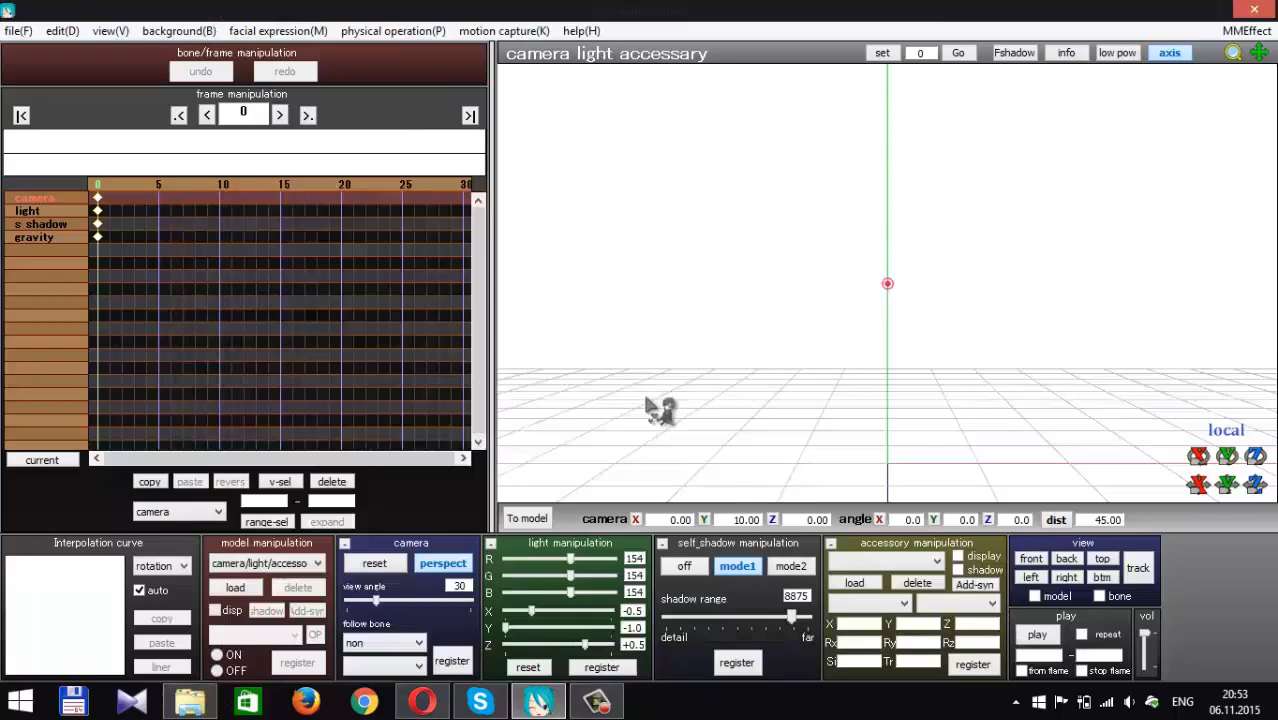 file(F) edit(D) view(V) background(B) facial expression(M) physical operation(P) motion capture(K) help(H) MMEffect
bone/frame manipulation
undo redo
frame manipulation
|< .< < 0 > >. >|
0 5 10 15 20 25 30
camera
light
s shadow
gravity
current
copy paste revers v-sel delete
camera -
range-sel expand
camera light accessary set 0 Go Fshadow info low pow axis
local
X Y Z
X Y Z
To model camera X 0.00 Y 10.00 Z 0.00 angle X 0.0 Y 0.0 Z 0.0 dist 45.00
Interpolation curve
rotation
auto
copy
paste
liner
model manipulation
camera/light/accesso
load delete
disp shadow Add-syn
OP
ON
OFF
register
- camera
reset perspect
view angle 30
follow bone
non
register
- light manipulation
R 154
G 154
B 154
X -0.5
Y -1.0
Z +0.5
reset register
- self_shadow manipulation
off mode1 mode2
shadow range 8875
detail far
register
- accessory manipulation
display
shadow
load delete Add-syn
X Y Z
Rx Ry Rz
Si Tr register
view
front back top
left right btm
track
model bone
play
play repeat
-
from flame stop flame
vol
ENG
20:53
06.11.2015